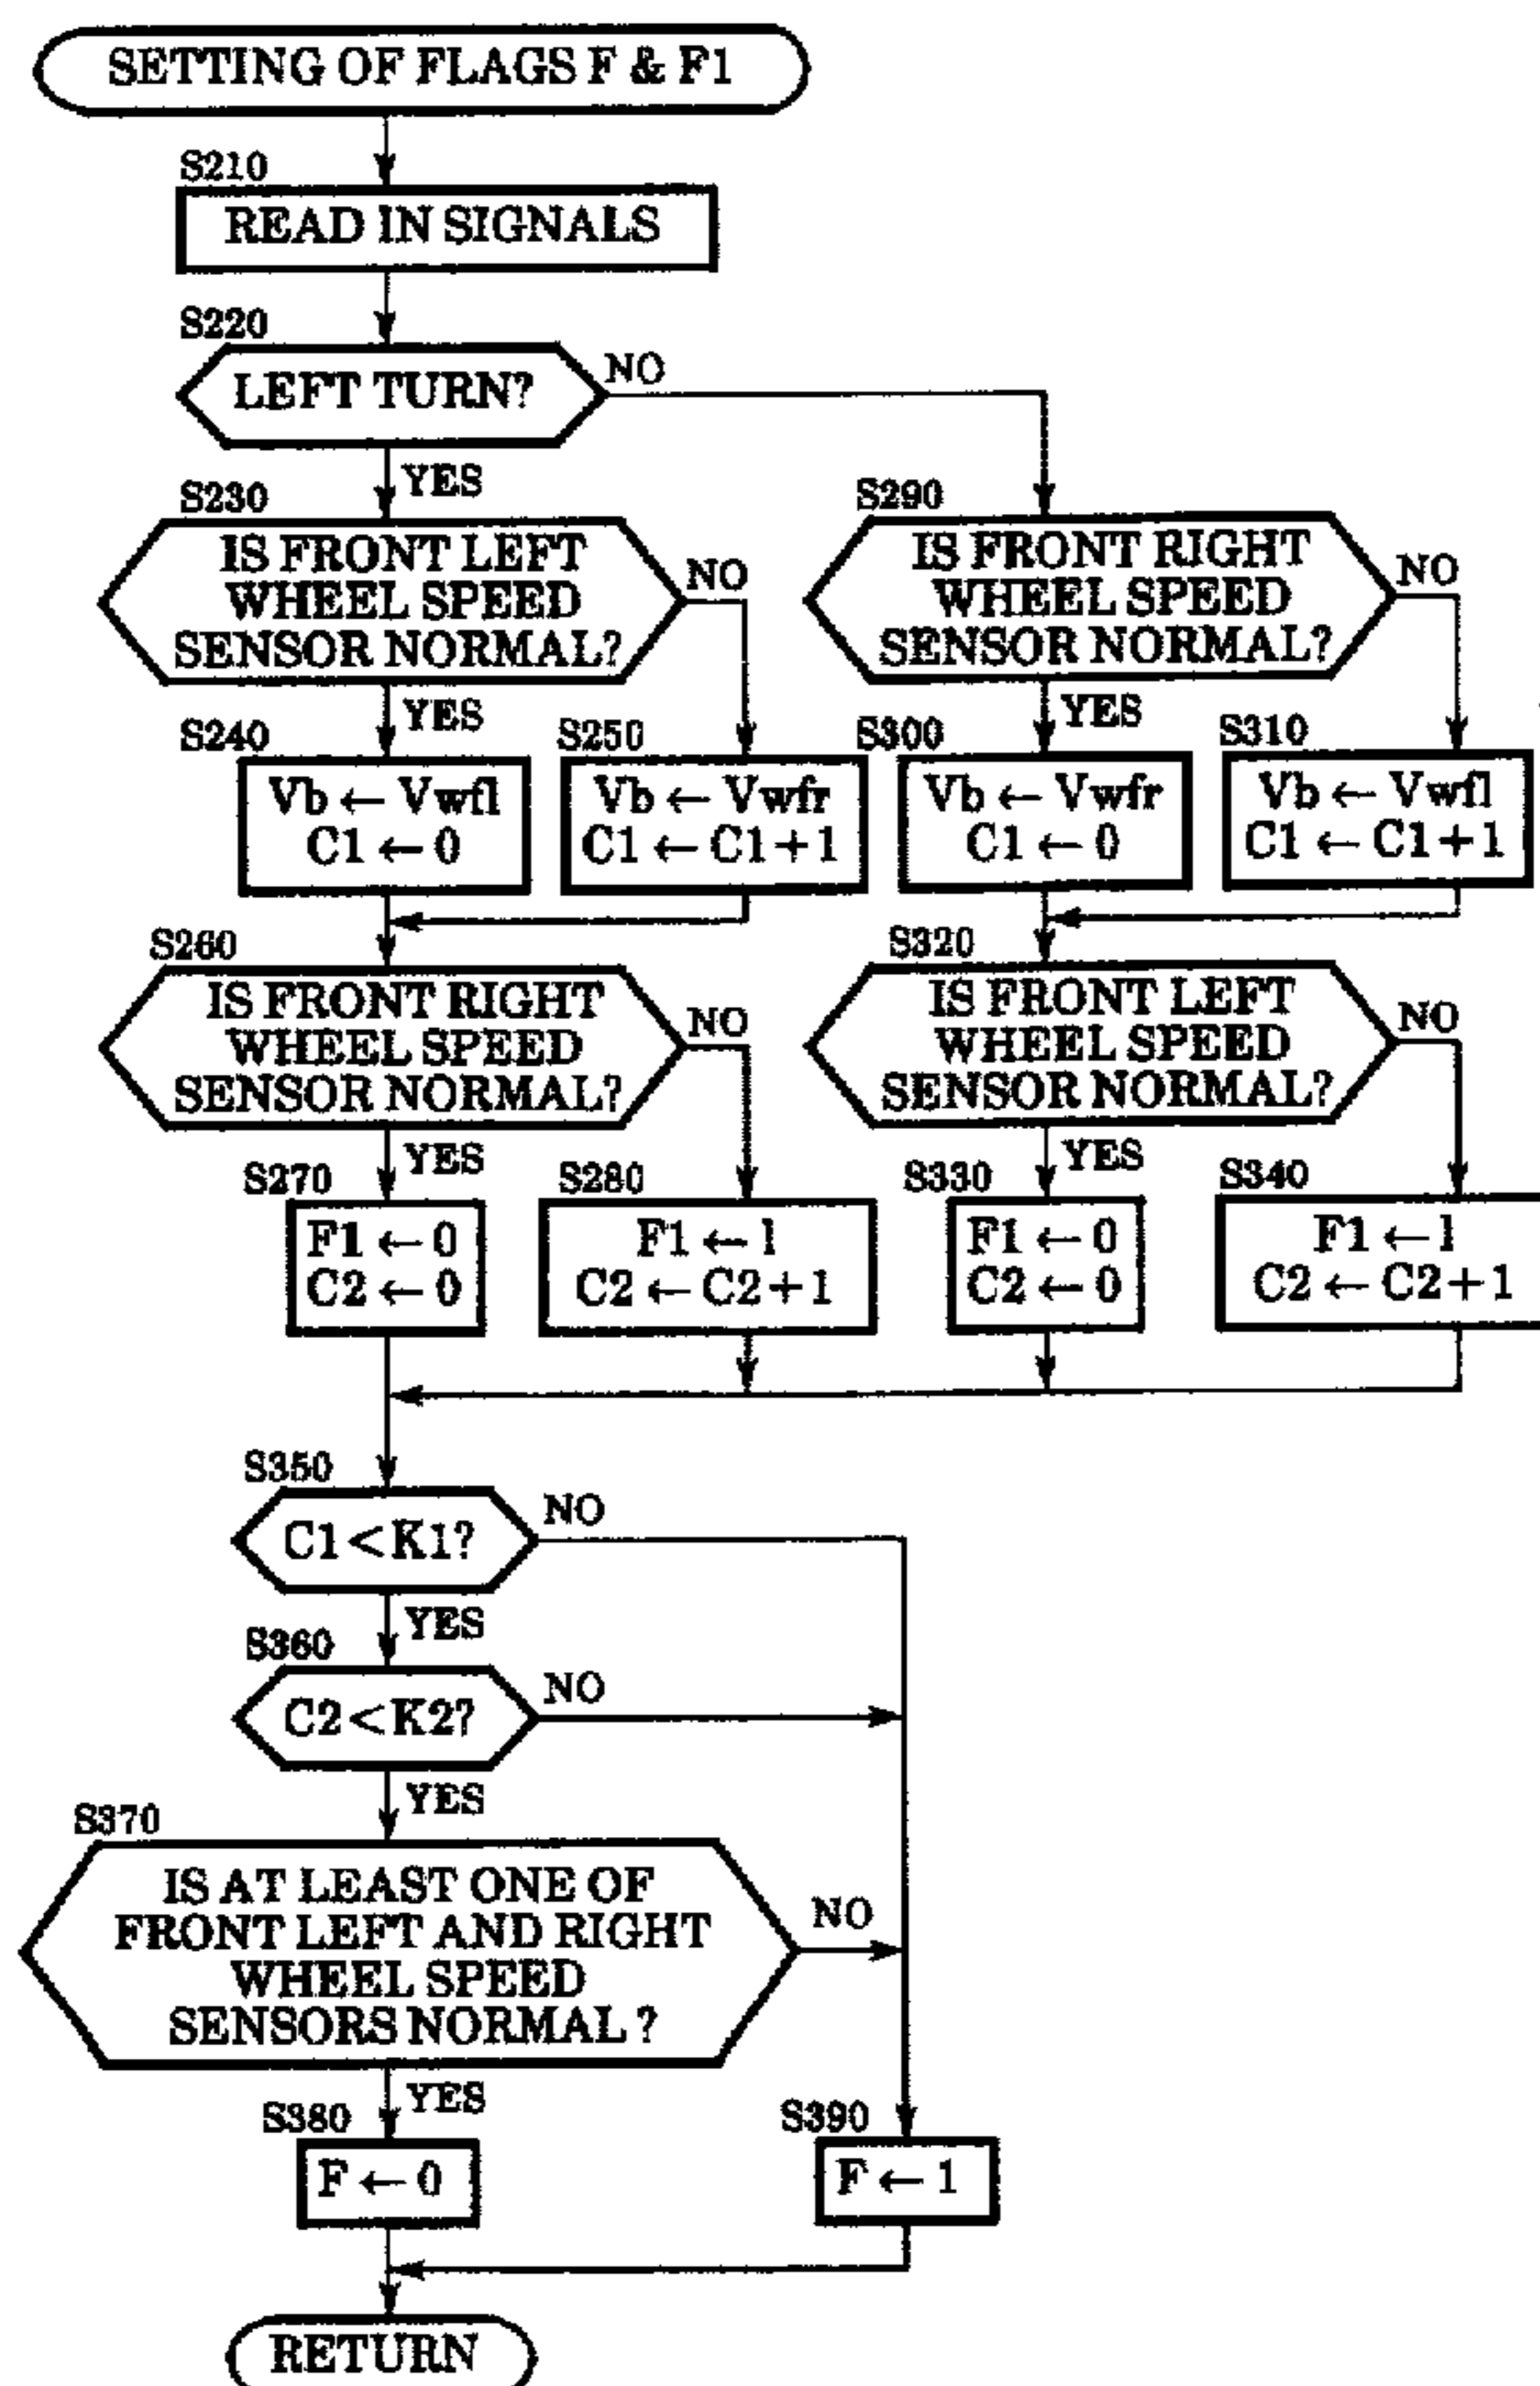 SETTING OF FLAGS F & F1
S210
READ IN SIGNALS
S220
LEFT TURN?
NO
YES
S230
IS FRONT LEFT
WHEEL SPEED
SENSOR NORMAL?
NO
YES
S290
IS FRONT RIGHT
WHEEL SPEED
SENSOR NORMAL?
NO
YES
S240
Vb ← Vwfl
C1 ← 0
S250
Vb ← Vwfr
C1 ← C1+1
S300
Vb ← Vwfr
C1 ← 0
S310
Vb ← Vwfl
C1 ← C1+1
S260
IS FRONT RIGHT
WHEEL SPEED
SENSOR NORMAL?
NO
YES
S320
IS FRONT LEFT
WHEEL SPEED
SENSOR NORMAL?
NO
YES
S270
F1 ← 0
C2 ← 0
S280
F1 ← 1
C2 ← C2+1
S330
F1 ← 0
C2 ← 0
S340
F1 ← 1
C2 ← C2+1
S350
C1<K1?
NO
YES
S360
C2<K2?
NO
YES
S370
IS AT LEAST ONE OF
FRONT LEFT AND RIGHT
WHEEL SPEED
SENSORS NORMAL ?
NO
YES
S380
F ← 0
S390
F ← 1
RETURN